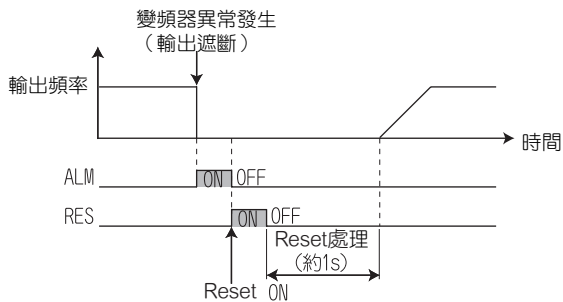 變頻器異常發生
（輸出遮斷）
輸出頻率
時間
ALM ON OFF
RES ON OFF
Reset處理
(約1s)
Reset ON